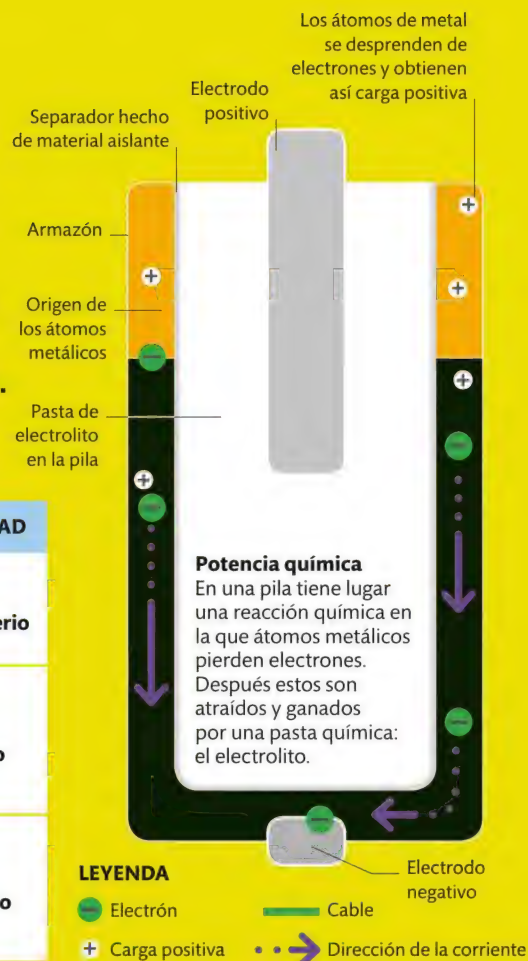 Los átomos de metal
se desprenden de
electrones y obtienen
así carga positiva
Electrodo
positivo
Separador hecho
de material aislante
Armazón
Origen de
los átomos
metálicos
Pasta de
electrolito
en la pila
Potencia química
En una pila tiene lugar
una reacción química en
la que átomos metálicos
pierden electrones.
Después estos son
atraídos y ganados
por una pasta química:
el electrolito.
Electrodo
negativo
LEYENDA
Electrón
Cable
Carga positiva
Dirección de la corriente